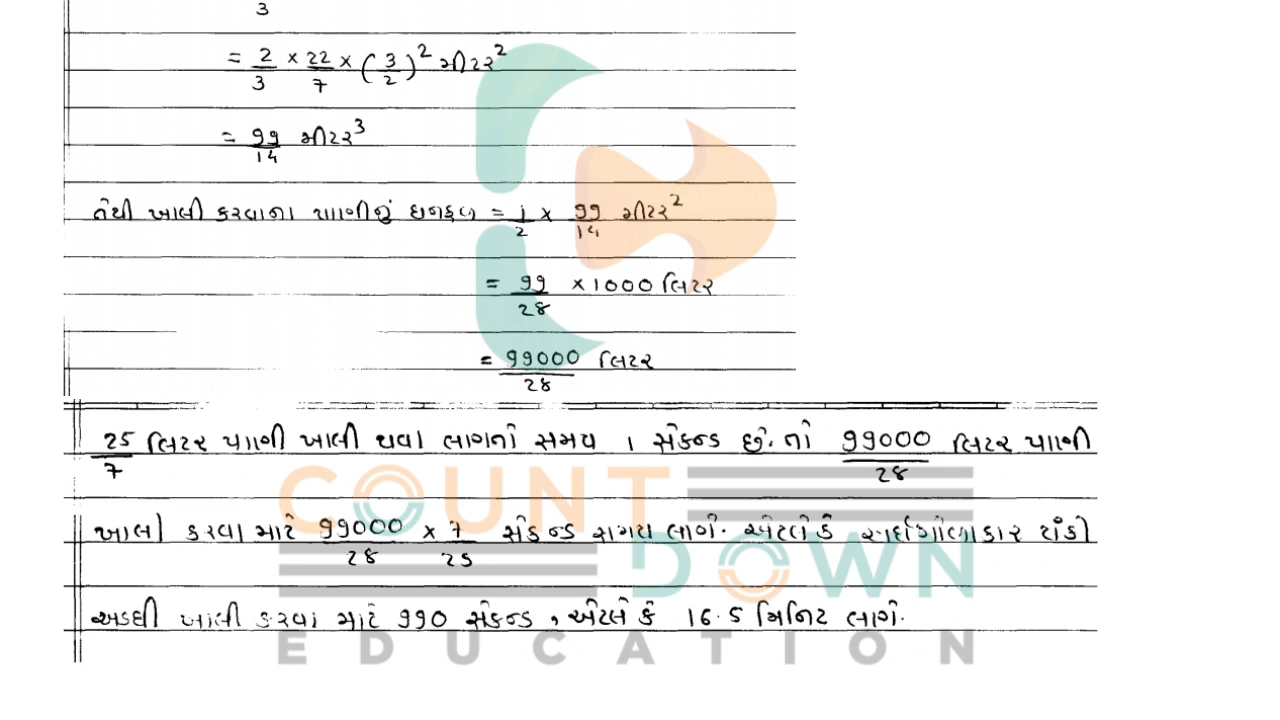 3
= 2/3 × 22/7 × (3/2)² મીટર²
= 99/14 મીટર³
તેથી ખાલી કરવાના પાણીનું ઘનફળ = 1/2 × 99/14 મીટર²
= 99/28 × 1000 લિટર
= 99000/28 લિટર
25/7 લિટર પાણી ખાલી થવા લાગતો સમય 1 સેકન્ડ છે. તો 99000/28 લિટર પાણી
ખાલી કરવા માટે 99000/28 × 7/25 સેકન્ડ સમય લાગે. એટલે કે અર્ધગોળાકાર ટાંકી
અડધી ખાલી કરવા માટે 990 સેકન્ડ, એટલે કે 16.5 મિનિટ લાગે.
COUNT
DOWN
EDUCATION